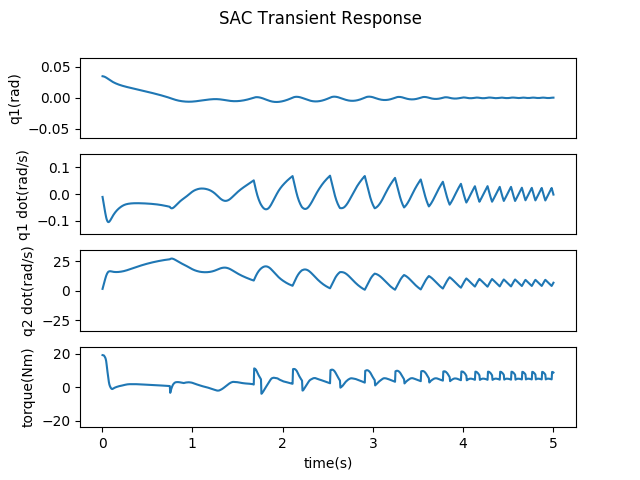 SAC Transient Response
q1(rad)
0.05
0.00
−0.05
q1 dot(rad/s)
0.1
0.0
−0.1
q2 dot(rad/s)
25
0
−25
torque(Nm)
20
0
−20
0 1 2 3 4 5
time(s)